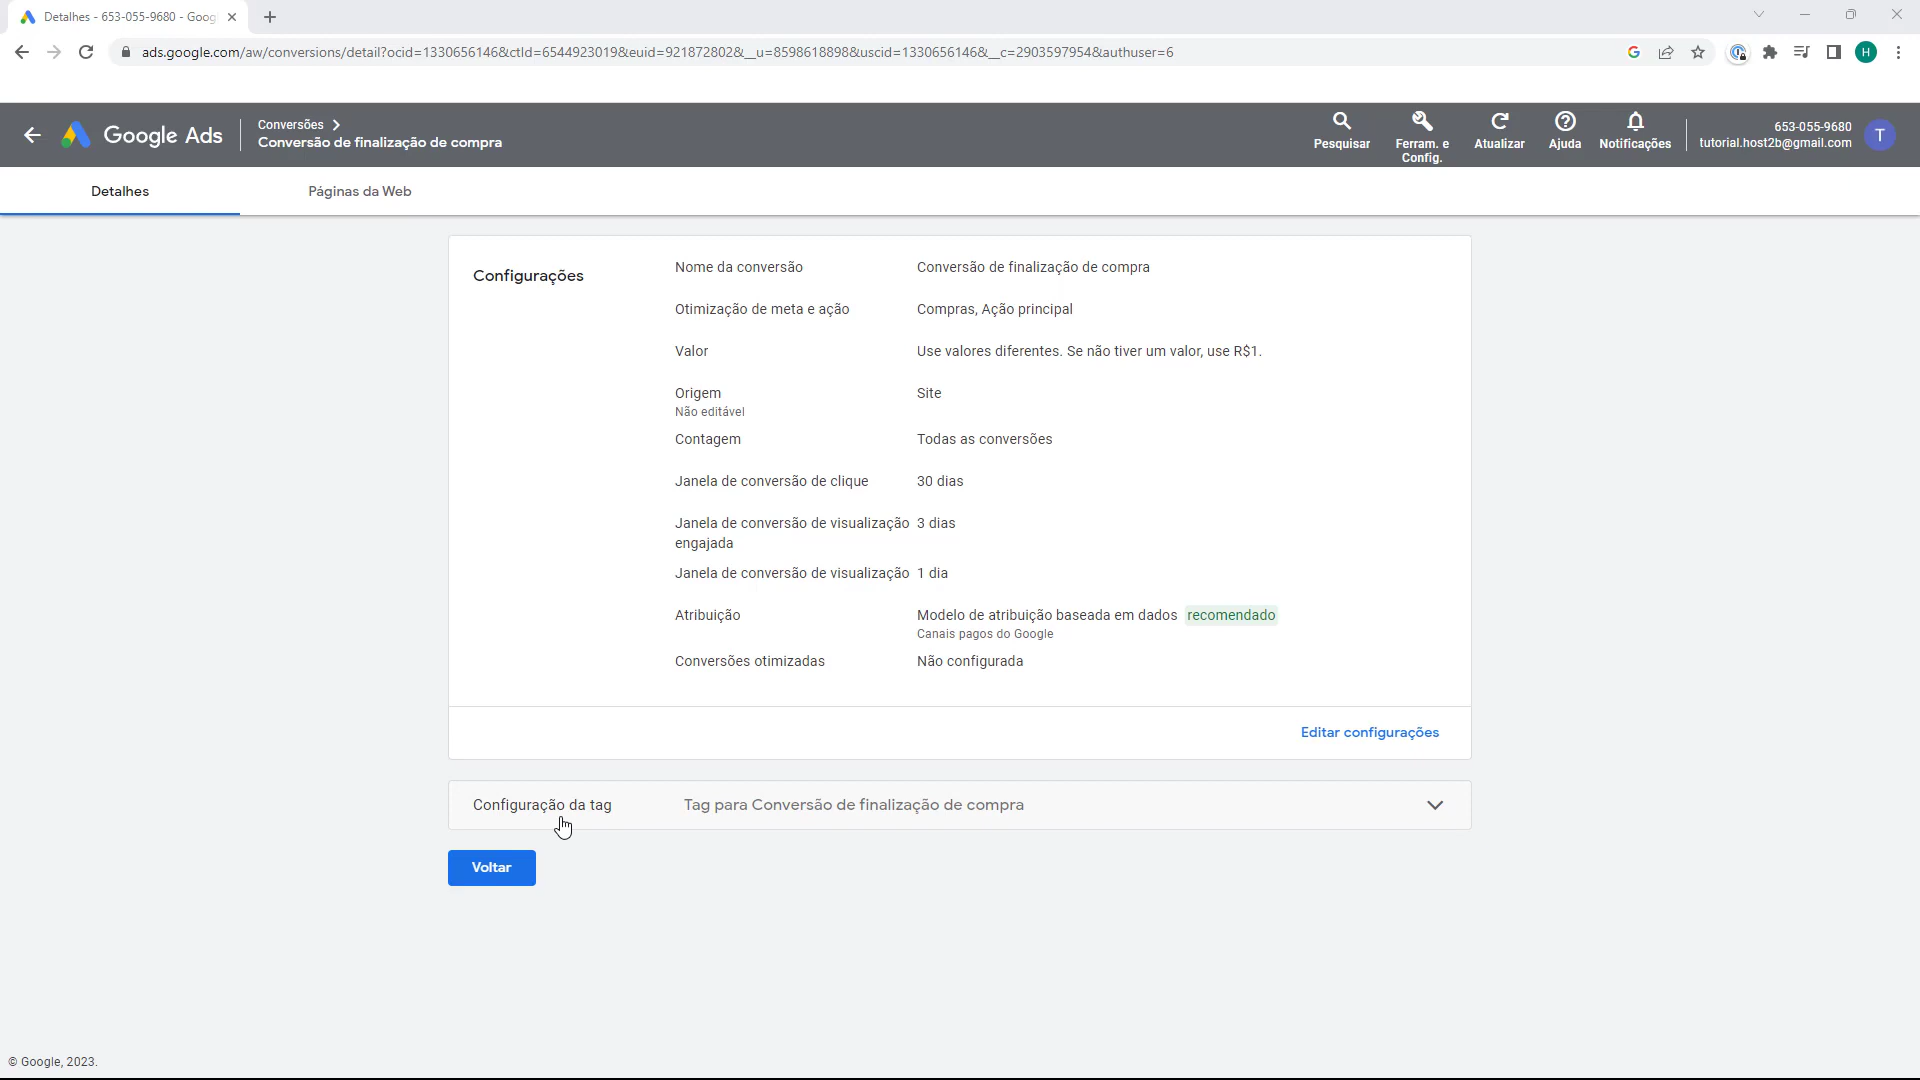 Detalhes - 653-055-9680 - Goog
ads.google.com/aw/conversions/detail?ocid=1330656146&ctId=6544923019&euid=921872802&__u=8598618898&uscid=1330656146&__c=2903597954&authuser=6
H
Google Ads
Conversões
Conversão de finalização de compra
Pesquisar
Ferram. e
Config.
Atualizar
Ajuda
Notificações
653-055-9680
tutorial.host2b@gmail.com
T
Detalhes
Páginas da Web
Configurações
Nome da conversão
Conversão de finalização de compra
Otimização de meta e ação
Compras, Ação principal
Valor
Use valores diferentes. Se não tiver um valor, use R$1.
Origem
Não editável
Site
Contagem
Todas as conversões
Janela de conversão de clique
30 dias
Janela de conversão de visualização
engajada
3 dias
Janela de conversão de visualização
1 dia
Atribuição
Modelo de atribuição baseada em dados recomendado
Canais pagos do Google
Conversões otimizadas
Não configurada
Editar configurações
Configuração da tag
Tag para Conversão de finalização de compra
Voltar
© Google, 2023.